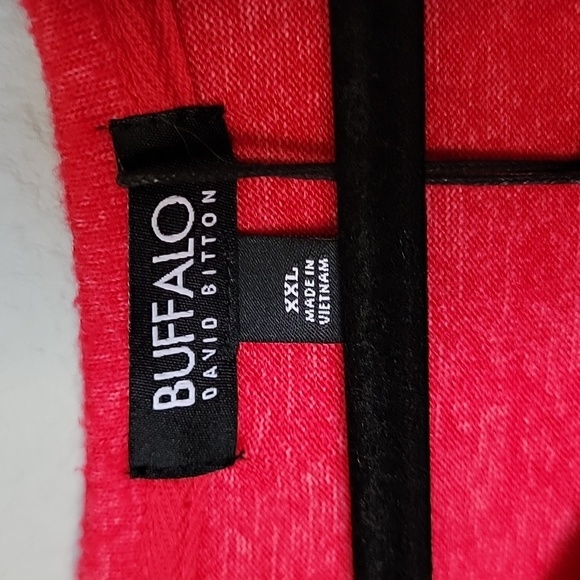 BUFFALO
DAVID BITTON
XXL
MADE IN
VIETNAM